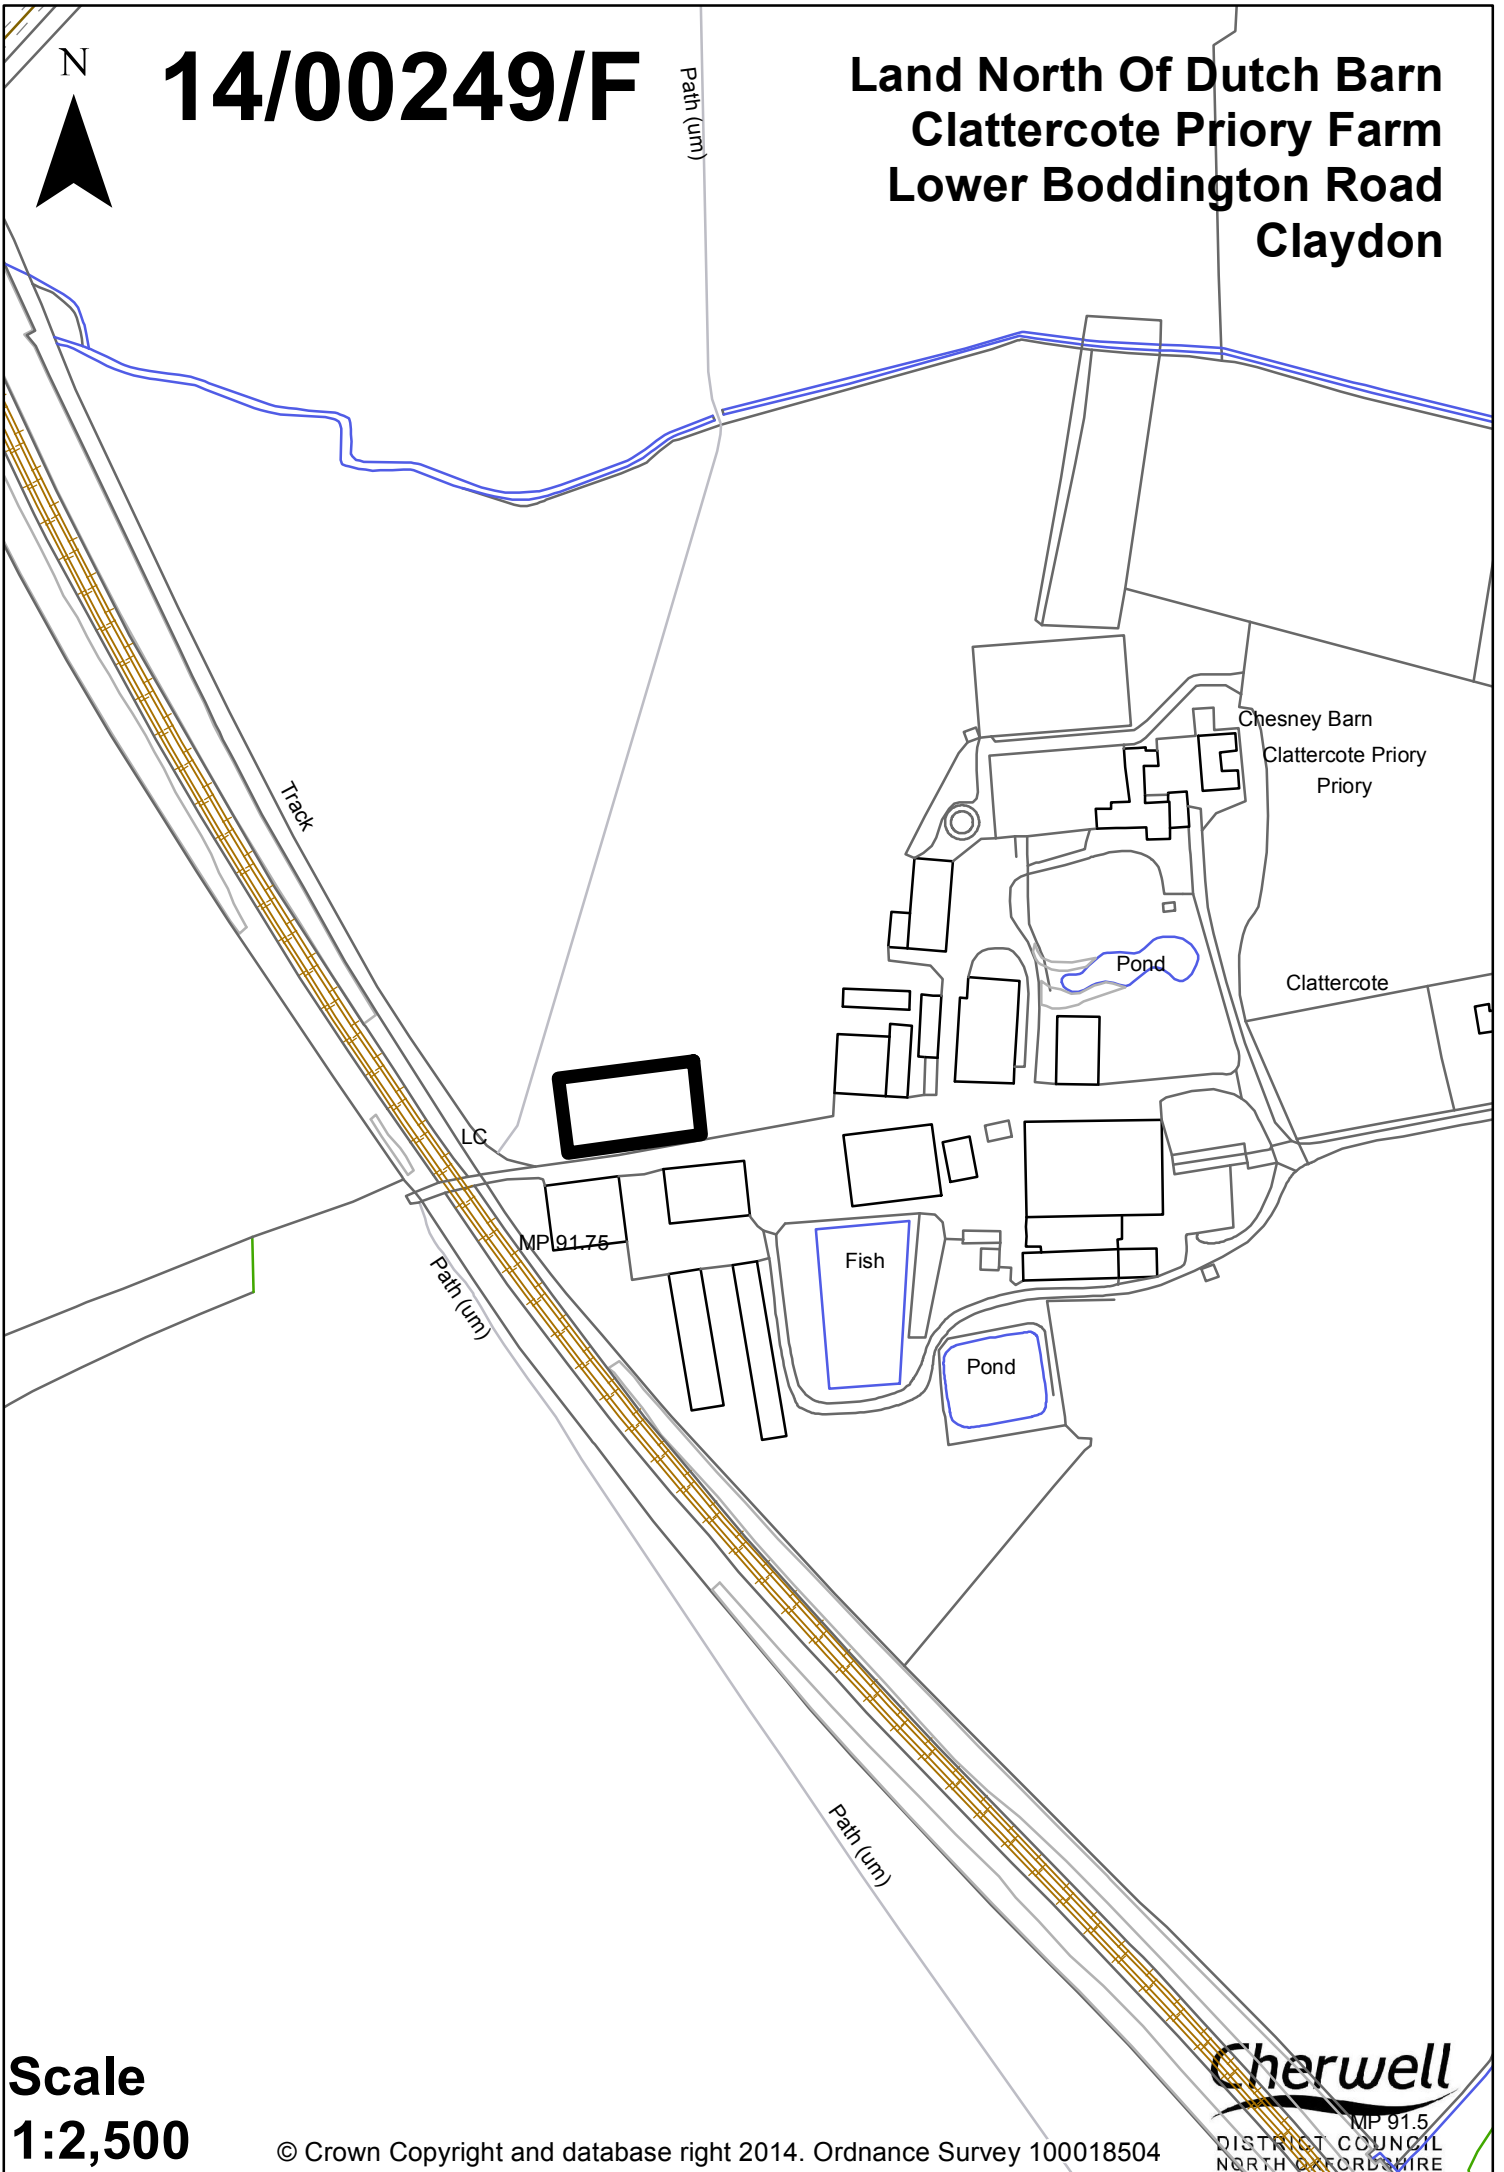 N
14/00249/F
Land North Of Dutch Barn
Clattercote Priory Farm
Lower Boddington Road
Claydon
Path (um)
Chesney Barn
Clattercote Priory
Priory
Track
Pond
Clattercote
LC
MP 91.75
Path (um)
Fish
Pond
Path (um)
Scale
1:2,500
© Crown Copyright and database right 2014. Ordnance Survey 100018504
Cherwell
MP 91.5
DISTRICT COUNCIL
NORTH OXFORDSHIRE